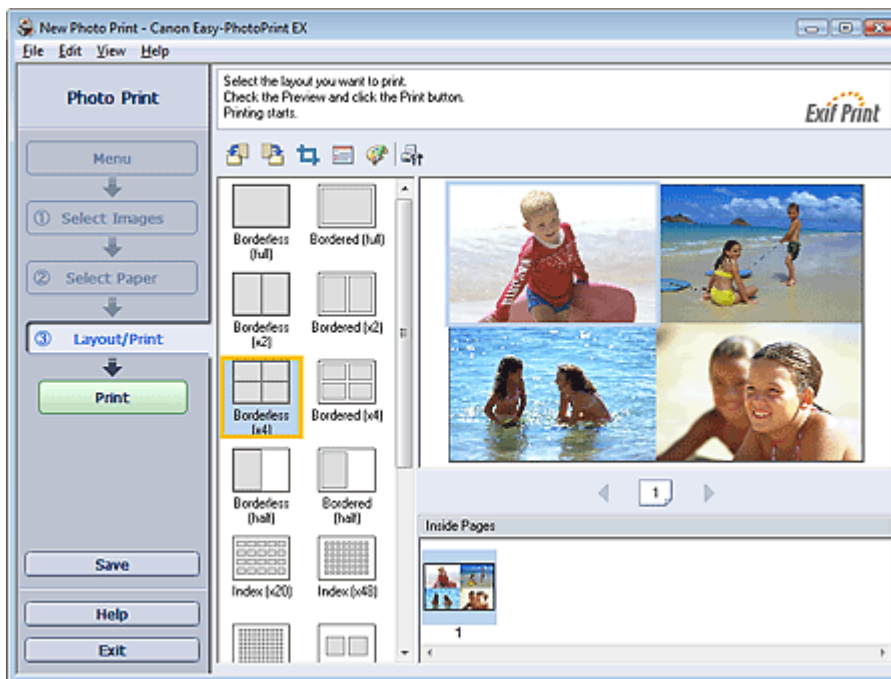 New Photo Print - Canon Easy-PhotoPrint EX
File Edit View Help
Photo Print
Menu
① Select Images
② Select Paper
③ Layout/Print
Print
Save
Help
Exit
Select the layout you want to print.
Check the Preview and click the Print button.
Printing starts.
Exif Print
Borderless (full)
Bordered (full)
Borderless (x2)
Bordered (x2)
Borderless (x4)
Bordered (x4)
Borderless (half)
Bordered (half)
Index (x20)
Index (x48)
1
Inside Pages
1